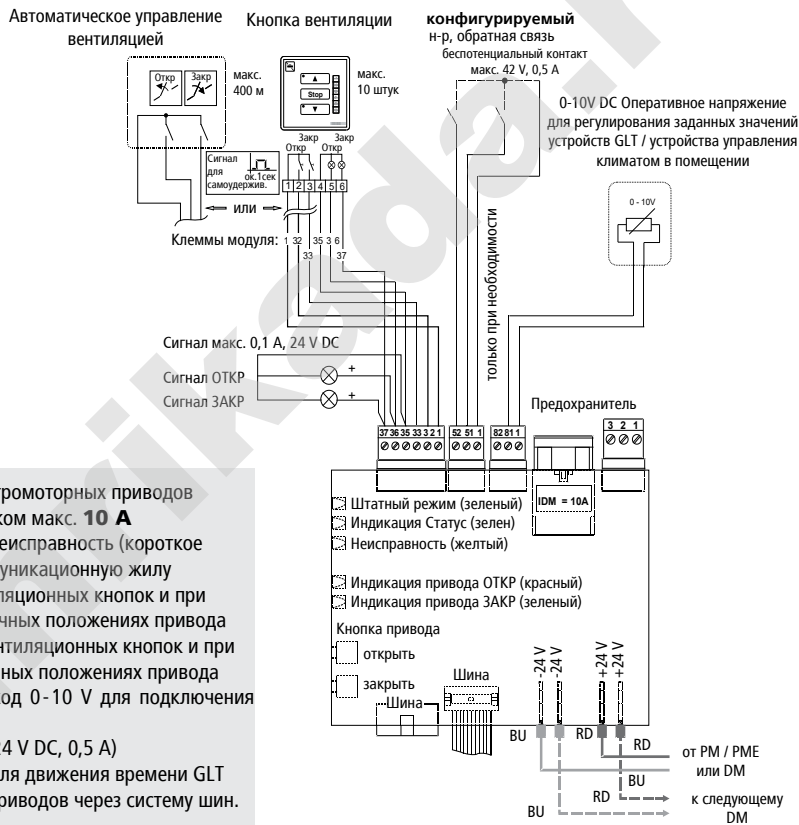 Автоматическое управление
вентиляцией
Кнопка вентиляции
конфигурируемый
н-р, обратная связь
беспотенциальный контакт
макс. 42 V, 0,5 A
Откр
Закр
макс.
400 м
Stop
макс.
10 штук
0-10V DC Оперативное напряжение
для регулирования заданных значений
устройств GLT / устройства управления
климатом в помещении
Закр Закр
Откр Откр
Сигнал
для
самоудержив.
ок.1сек
1 2 3 4 5 6
или
Клеммы модуля: 1 32 35 3 6
33 37
0 - 10V
только при необходимости
Сигнал макс. 0,1 A, 24 V DC
Сигнал ОТКР
+
Сигнал ЗАКР
+
Предохранитель
37 36 35 33 3 2 1
52 51 1
82 81 1
3 2 1
IDM = 10A
Штатный режим (зеленый)
Индикация Статус (зелен)
Неисправность (желтый)
Индикация привода ОТКР (красный)
Индикация привода ЗАКР (зеленый)
Кнопка привода
открыть
закрыть
Шина
Шина
-24 V
-24 V
+24 V
+24 V
BU
RD
RD
от PM / PME
или DM
BU
RD
к следующему
DM
BU
тромоторных приводов
ком макс. 10 A
еисправность (короткое
уникационную жилу
ляционных кнопок и при
чных положениях привода
нтиляционных кнопок и при
ных положениях привода
од 0-10 V для подключения
24 V DC, 0,5 A)
ля движения времени GLT
риводов через систему шин.